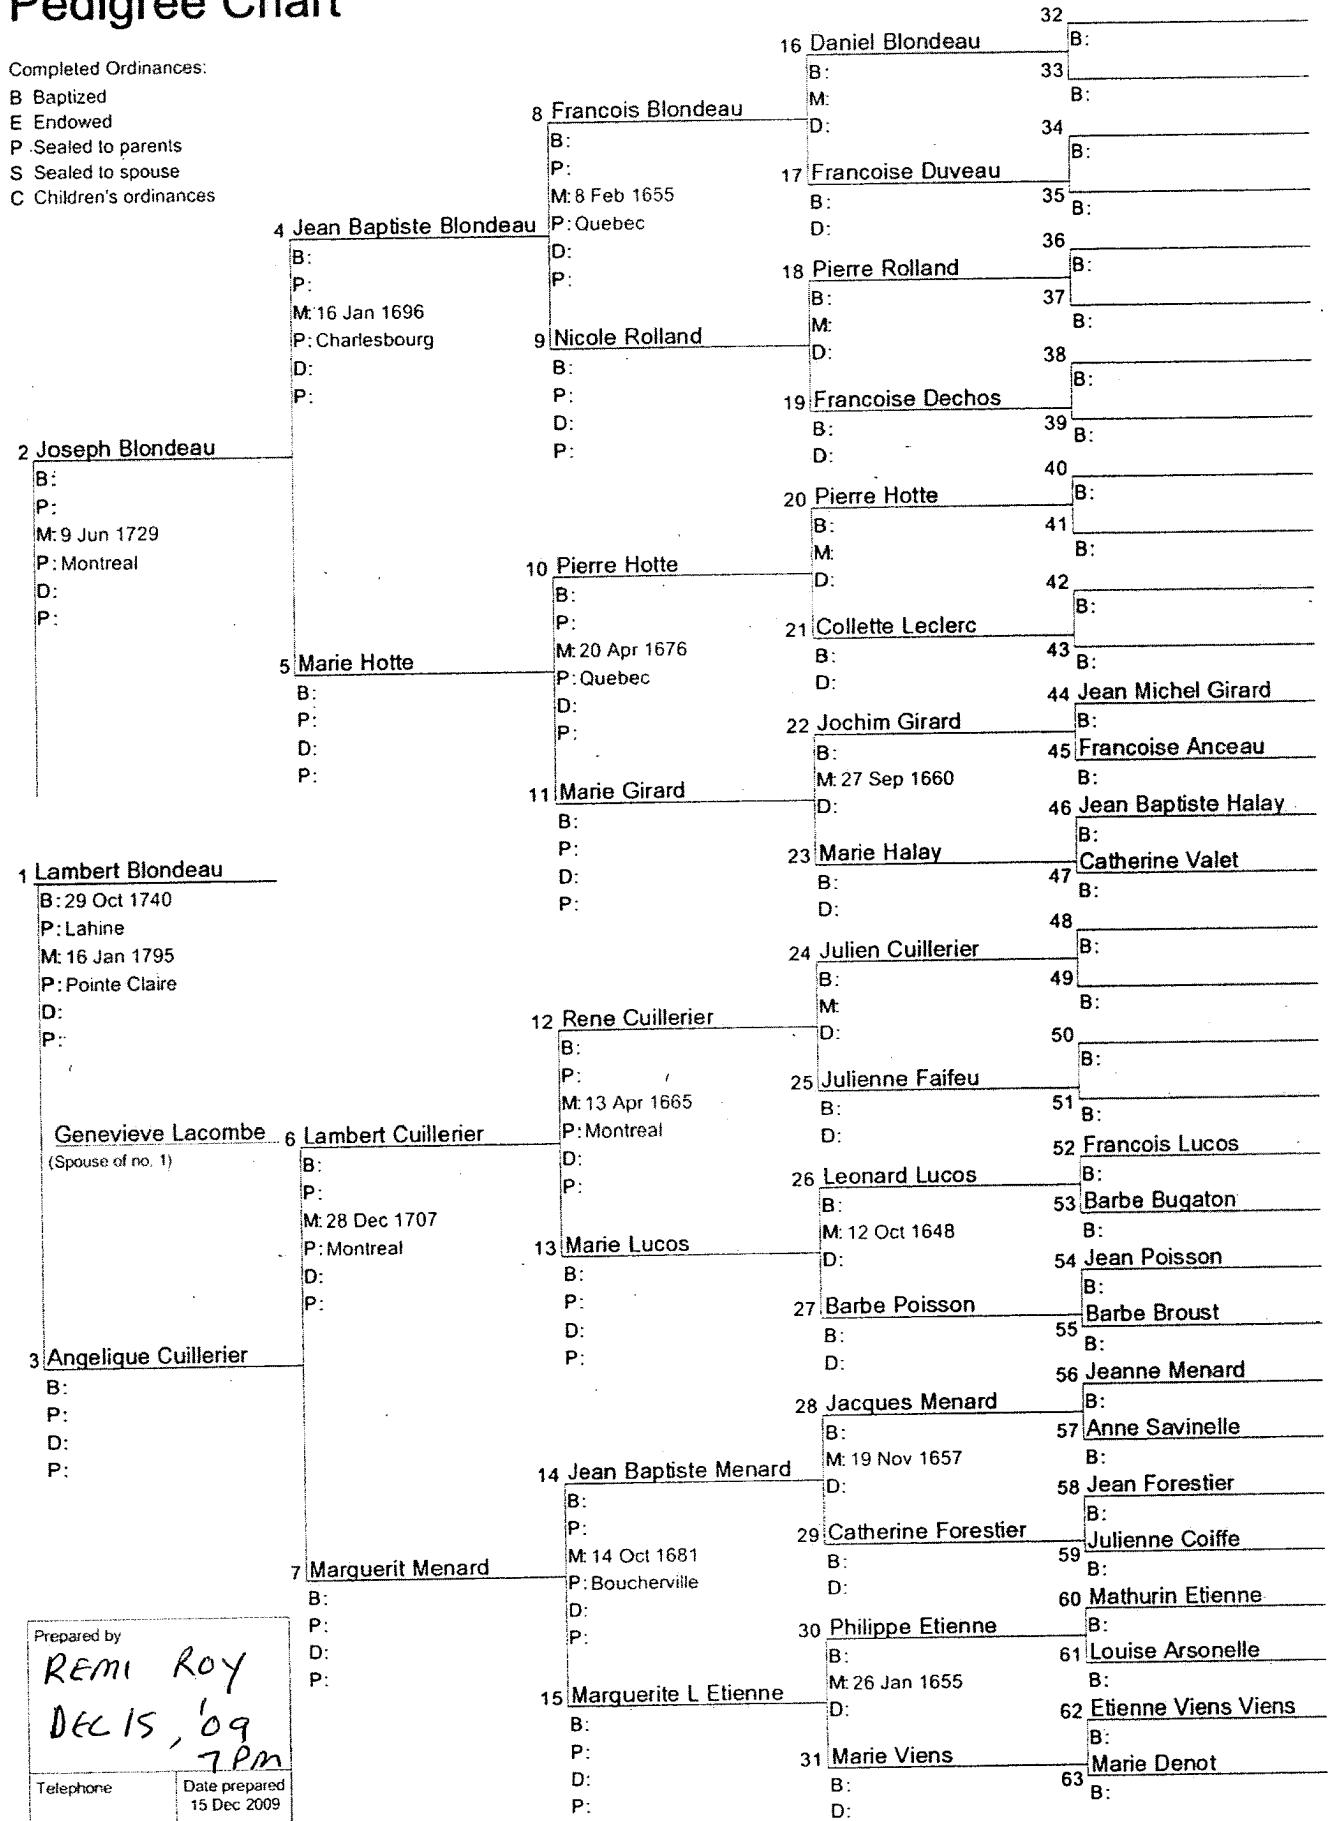 Pedigree Chart
Completed Ordinances:
B Baptized
E Endowed
P Sealed to parents
S Sealed to spouse
C Children's ordinances
2 Joseph Blondeau
B:
P:
M: 9 Jun 1729
P: Montreal
D:
P:
1 Lambert Blondeau
B: 29 Oct 1740
P: Lahine
M: 16 Jan 1795
P: Pointe Claire
D:
P:
Genevieve Lacombe
(Spouse of no. 1)
3 Angelique Cuillerier
B:
P:
D:
P:
4 Jean Baptiste Blondeau
B:
P:
M: 16 Jan 1696
P: Charlesbourg
D:
P:
5 Marie Hotte
B:
P:
D:
P:
6 Lambert Cuillerier
B:
P:
M: 28 Dec 1707
P: Montreal
D:
P:
7 Marguerit Menard
B:
P:
D:
P:
8 Francois Blondeau
B:
P:
M: 8 Feb 1655
P: Quebec
D:
P:
9 Nicole Rolland
B:
P:
D:
P:
10 Pierre Hotte
B:
P:
M: 20 Apr 1676
P: Quebec
D:
P:
11 Marie Girard
B:
P:
D:
P:
12 Rene Cuillerier
B:
P:
M: 13 Apr 1665
P: Montreal
D:
P:
13 Marie Lucos
B:
P:
D:
P:
14 Jean Baptiste Menard
B:
P:
M: 14 Oct 1681
P: Boucherville
D:
P:
15 Marguerite L Etienne
B:
P:
D:
P:
16 Daniel Blondeau
B:
M:
D:
17 Francoise Duveau
B:
D:
18 Pierre Rolland
B:
M:
D:
19 Francoise Dechos
B:
D:
20 Pierre Hotte
B:
M:
D:
21 Collette Leclerc
B:
D:
22 Jochim Girard
B:
M: 27 Sep 1660
D:
23 Marie Halay
B:
D:
24 Julien Cuillerier
B:
M:
D:
25 Julienne Faifeu
B:
D:
26 Leonard Lucos
B:
M: 12 Oct 1648
D:
27 Barbe Poisson
B:
D:
28 Jacques Menard
B:
M: 19 Nov 1657
D:
29 Catherine Forestier
B:
D:
30 Philippe Etienne
B:
M: 26 Jan 1655
D:
31 Marie Viens
B:
D:
32
B:
33
B:
34
B:
35
B:
36
B:
37
B:
38
B:
39
B:
40
B:
41
B:
42
B:
43
B:
44 Jean Michel Girard
B:
45 Francoise Anceau
B:
46 Jean Baptiste Halay
B:
47 Catherine Valet
B:
48
B:
49
B:
50
B:
51
B:
52 Francois Lucos
B:
53 Barbe Bugaton
B:
54 Jean Poisson
B:
55 Barbe Broust
B:
56 Jeanne Menard
B:
57 Anne Savinelle
B:
58 Jean Forestier
B:
59 Julienne Coiffe
B:
60 Mathurin Etienne
B:
61 Louise Arsonelle
B:
62 Etienne Viens Viens
B:
63 Marie Denot
B:
Prepared by
REMI ROY
DEC 15, '09
7 PM
Telephone
Date prepared
15 Dec 2009